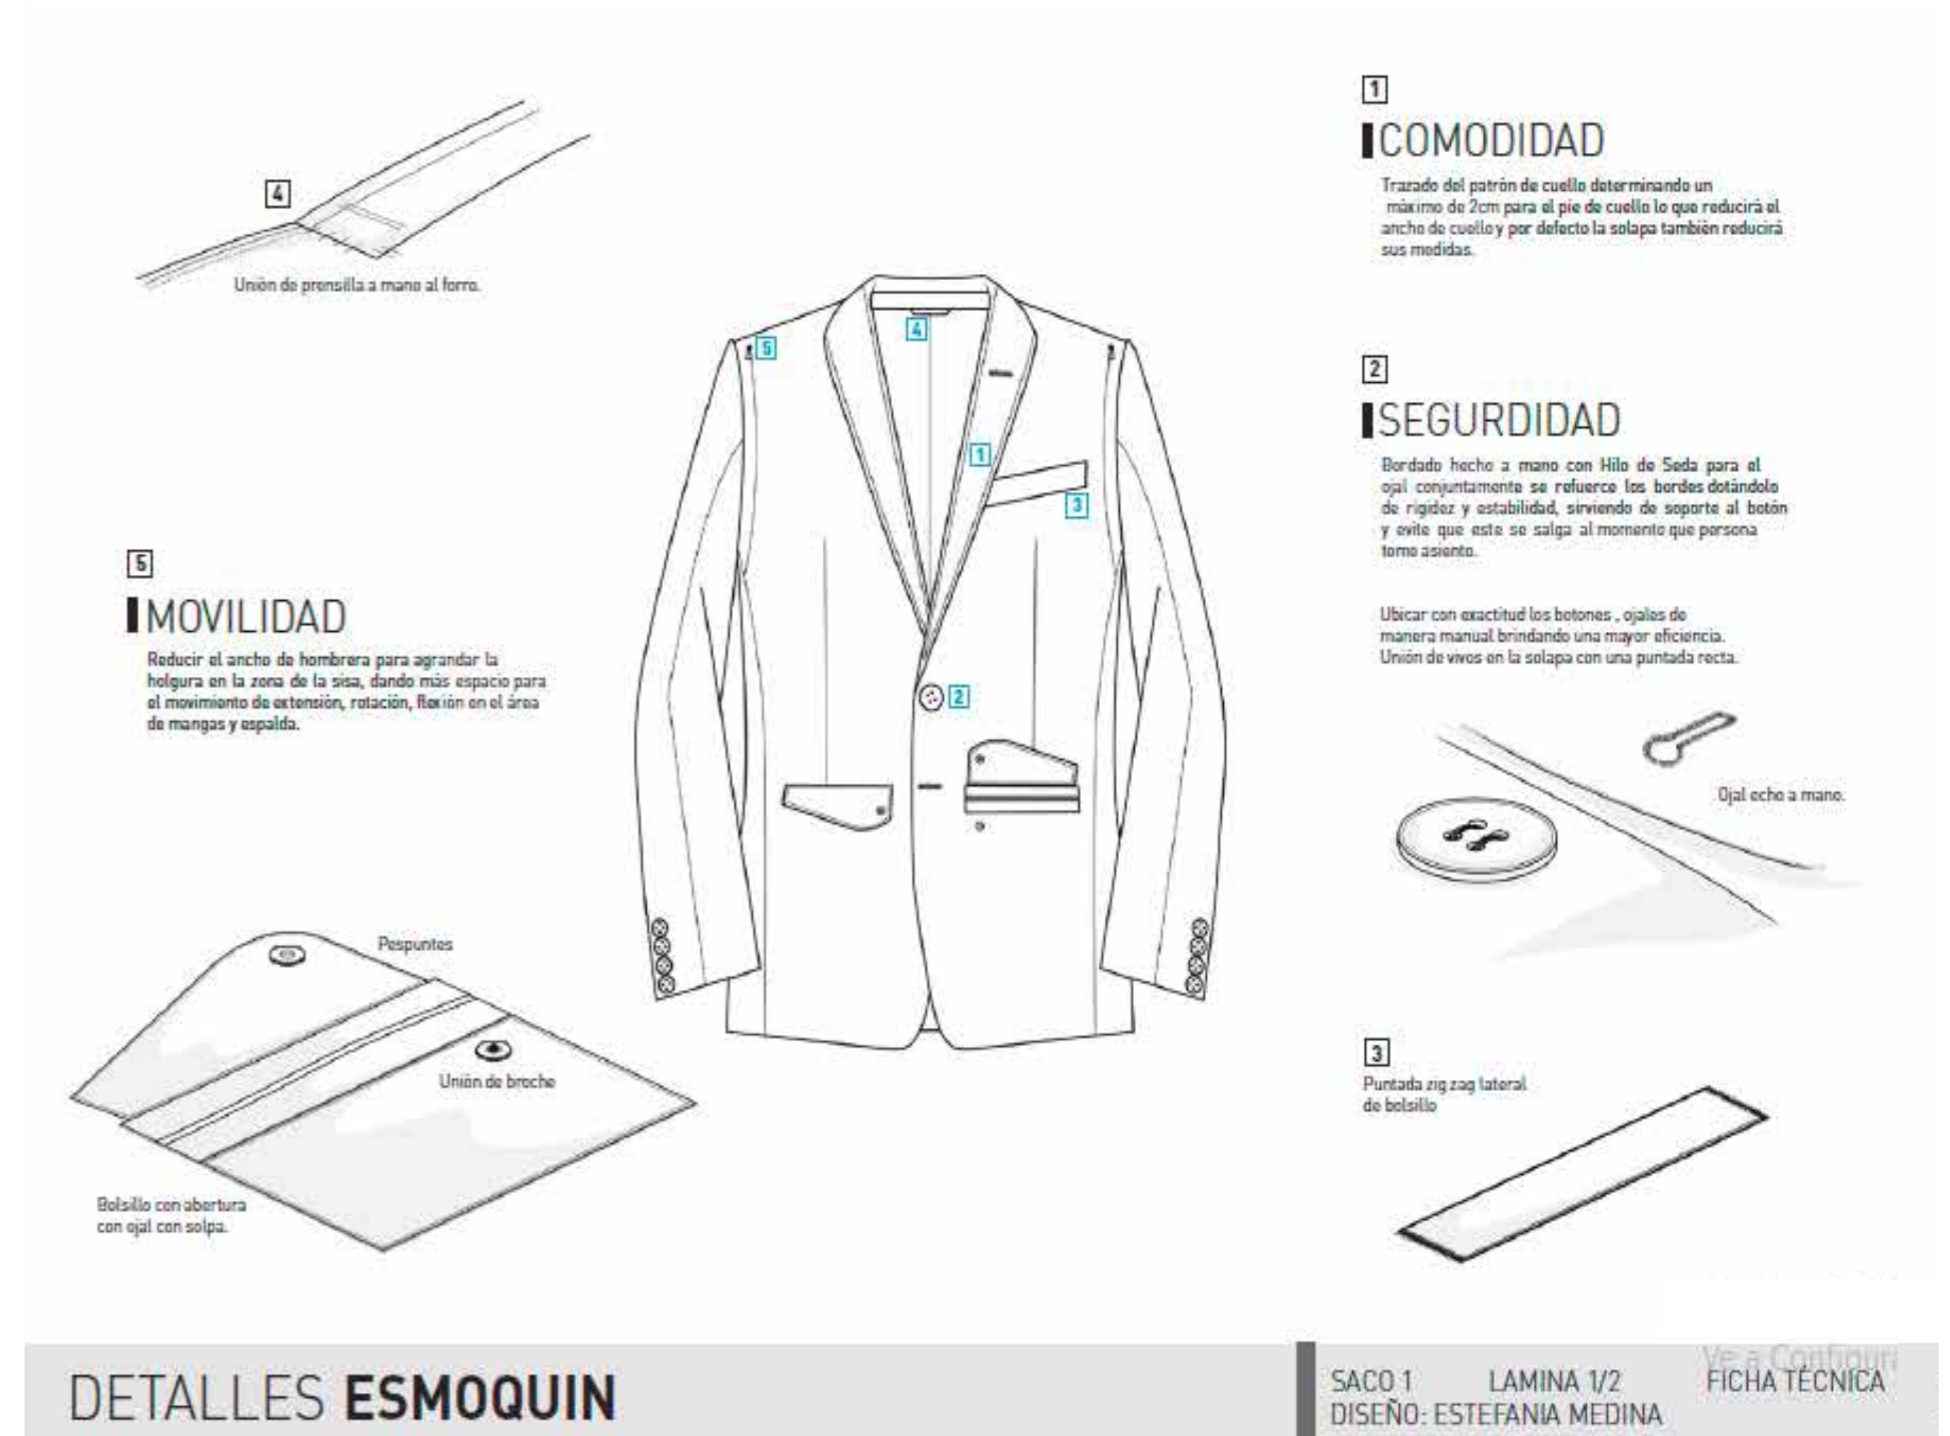 4
Unión de prensilla a mano al forro.
5
MOVILIDAD
Reducir el ancho de hombrera para agrandar la
holgura en la zona de la sisa, dando más espacio para
el movimiento de extensión, rotación, flexión en el área
de mangas y espalda.
Pespuntes
Unión de broche
Bolsillo con abertura
con ojal con solpa.
4
5
1
3
2
1
COMODIDAD
Trazado del patrón de cuello determinando un
máximo de 2cm para el pie de cuello lo que reducirá el
ancho de cuello y por defecto la solapa también reducirá
sus medidas.
2
SEGURDIDAD
Bordado hecho a mano con Hilo de Seda para el
ojal conjuntamente se refuerce los bordes dotándolo
de rigidez y estabilidad, sirviendo de soporte al botón
y evite que este se salga al momento que persona
tome asiento.
Ubicar con exactitud los botones , ojales de
manera manual brindando una mayor eficiencia.
Unión de vivos en la solapa con una puntada recta.
Ojal echo a mano.
3
Puntada zig zag lateral
de bolsillo
DETALLES ESMOQUIN
SACO 1 LAMINA 1/2 FICHA TÉCNICA
DISEÑO: ESTEFANIA MEDINA
Ve a Configura